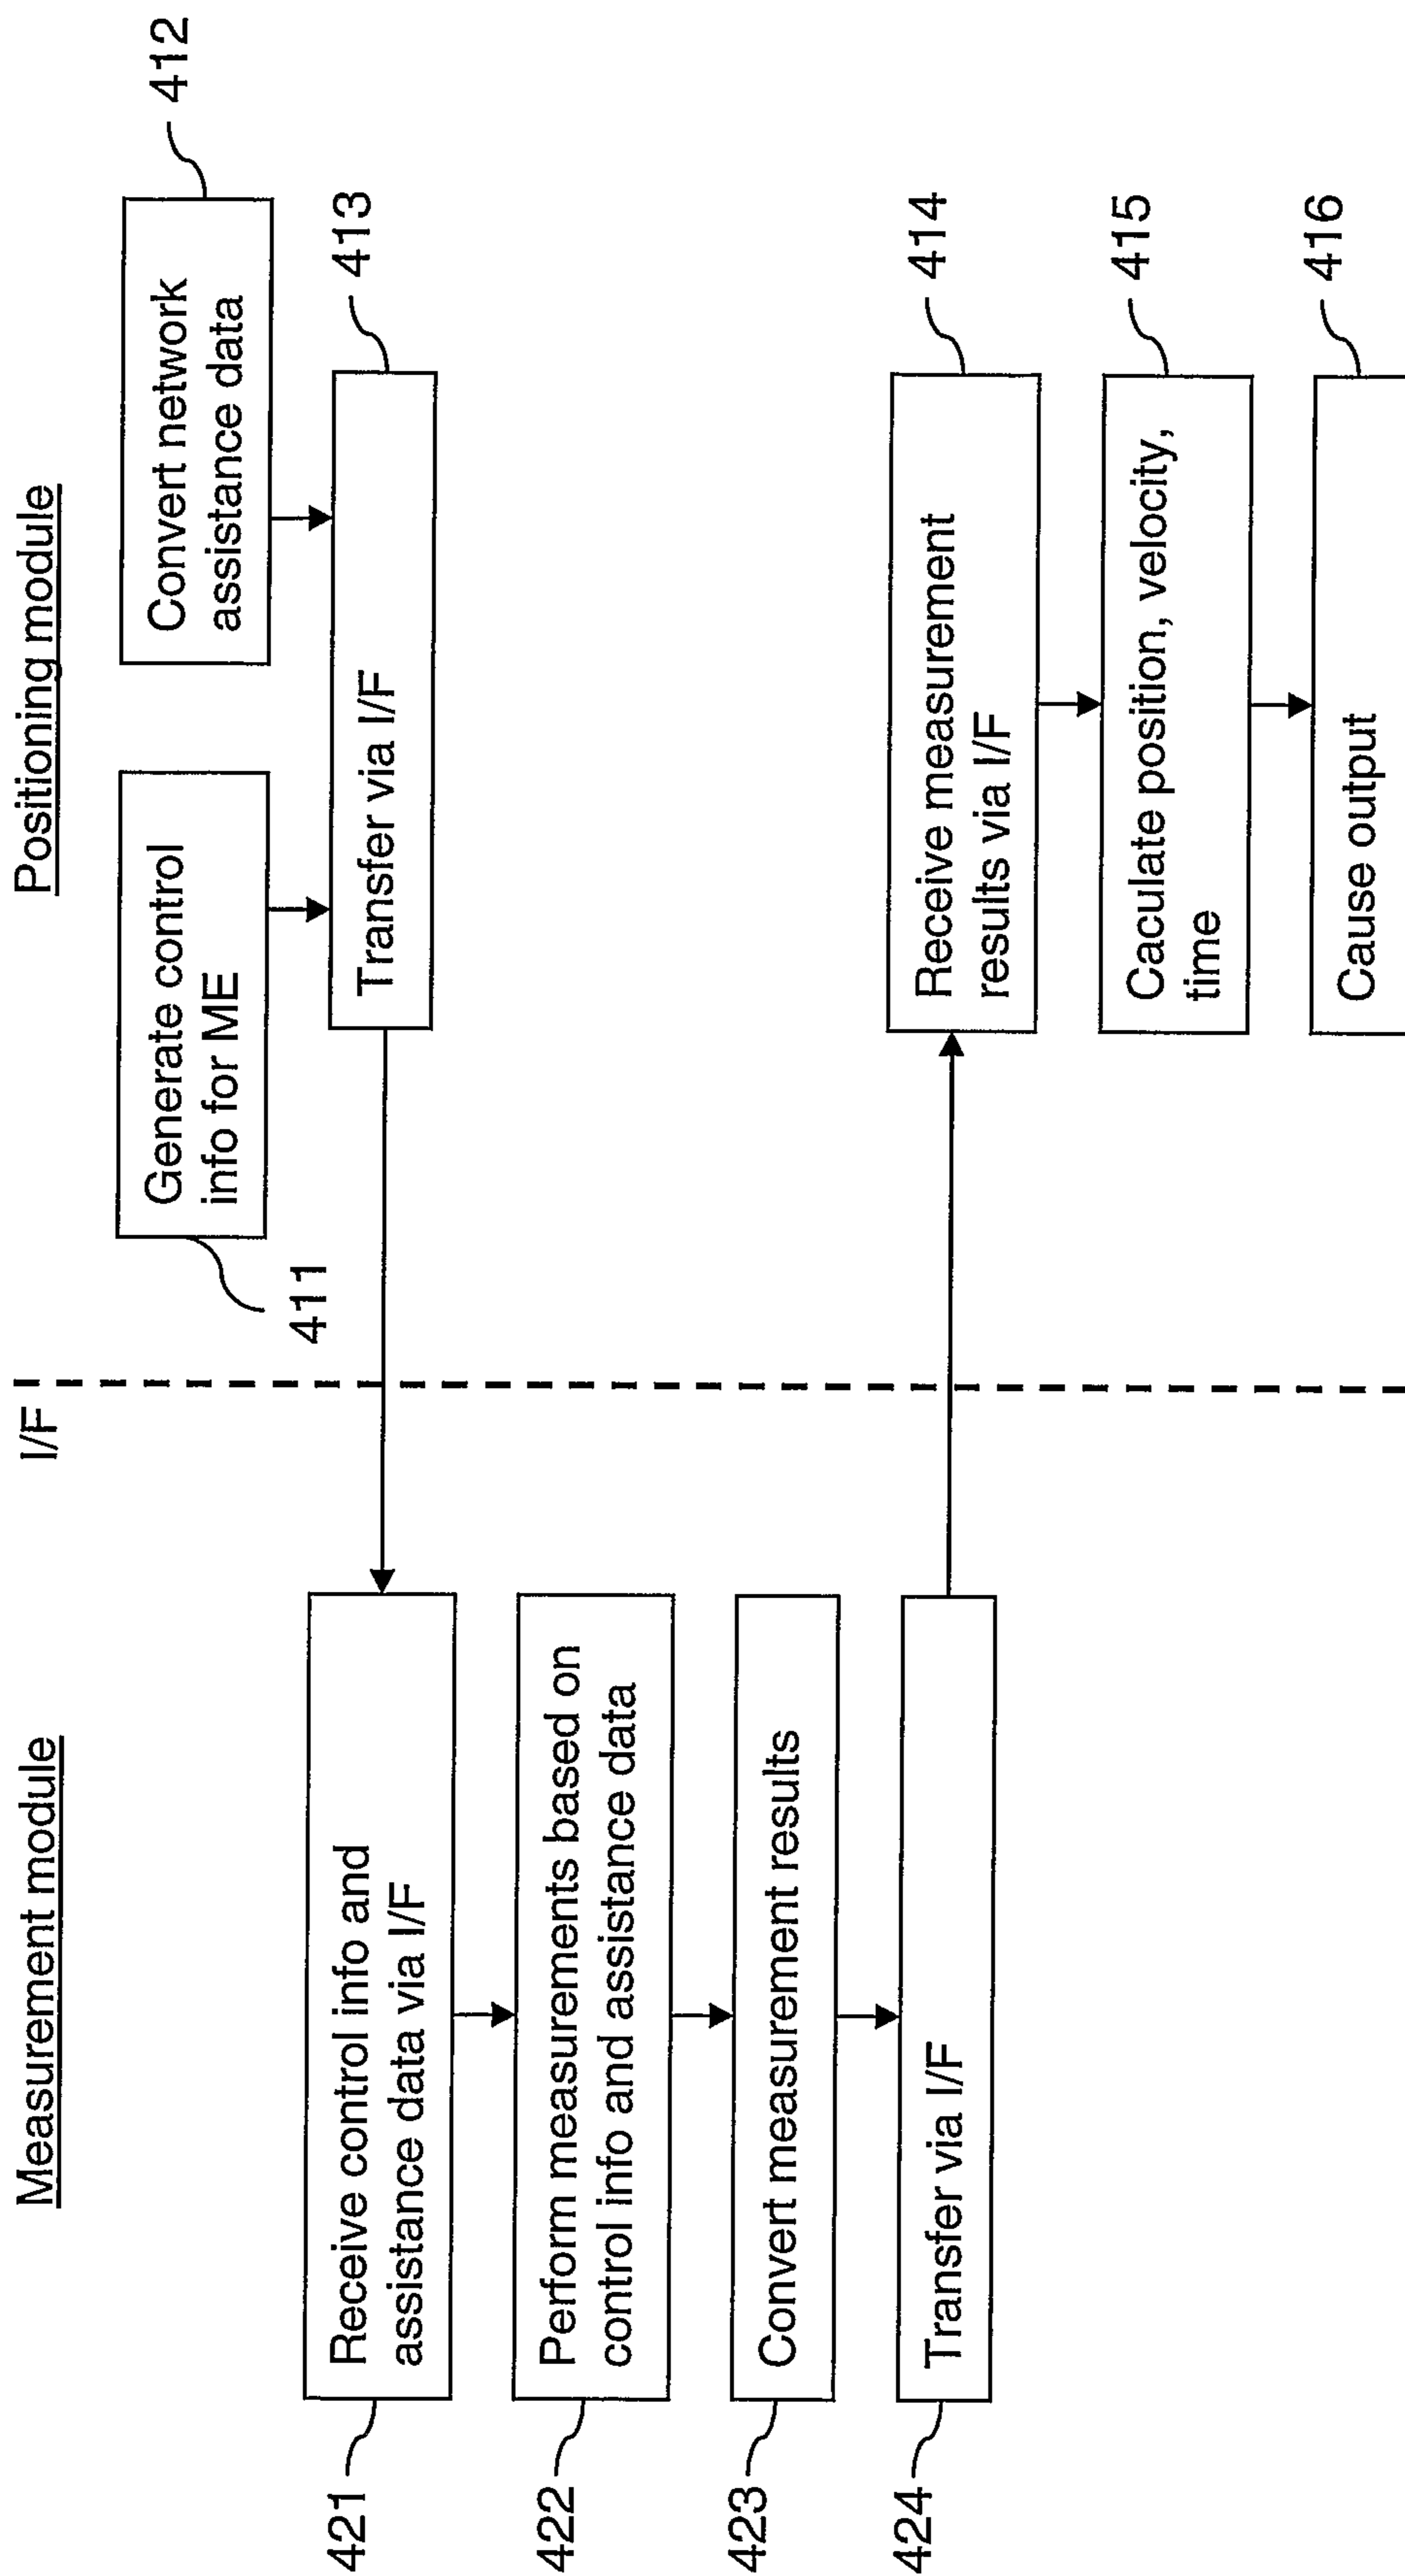 Measurement module
I/F
Positioning module
411
Generate control
info for ME
Convert network
assistance data
412
Transfer via I/F
413
421
Receive control info and
assistance data via I/F
422
Perform measurements based on
control info and assistance data
423
Convert measurement results
424
Transfer via I/F
Receive measurement
results via I/F
414
Caculate position, velocity,
time
415
Cause output
416